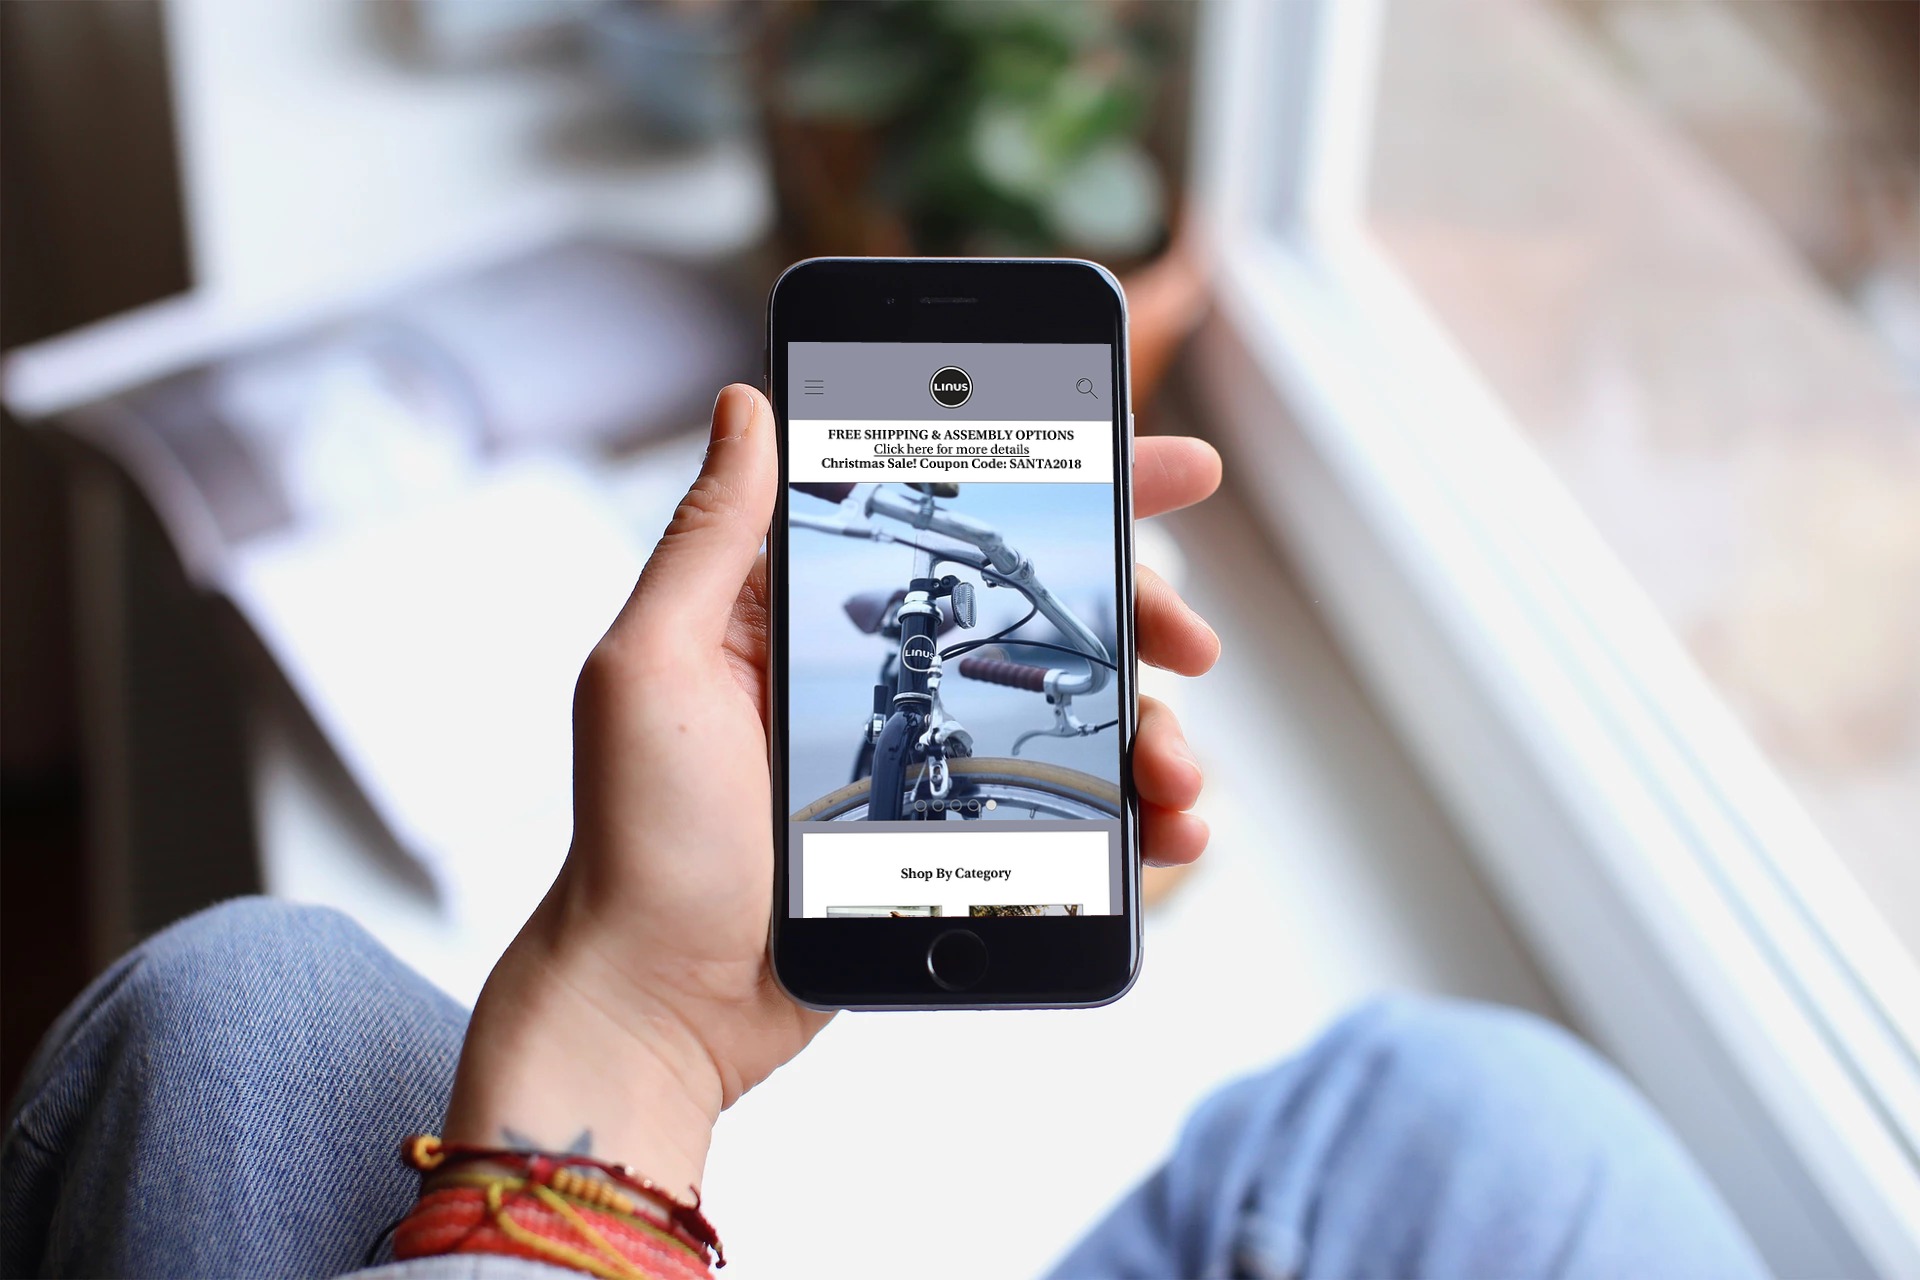 LINUS
FREE SHIPPING & ASSEMBLY OPTIONS
Click here for more details
Christmas Sale! Coupon Code: SANTA2018
LINUS
Shop By Category